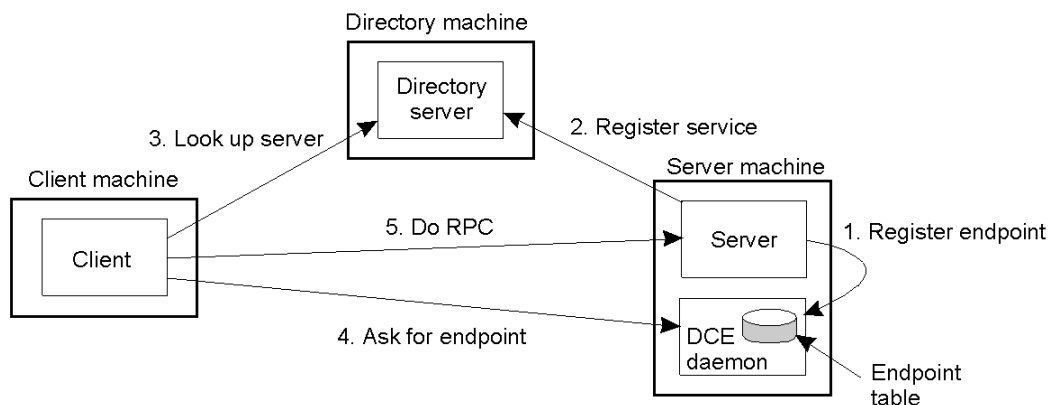 Directory machine
Directory
server
3. Look up server
2. Register service
Client machine
Server machine
5. Do RPC
1. Register endpoint
Client
Server
4. Ask for endpoint
DCE
daemon
Endpoint
table